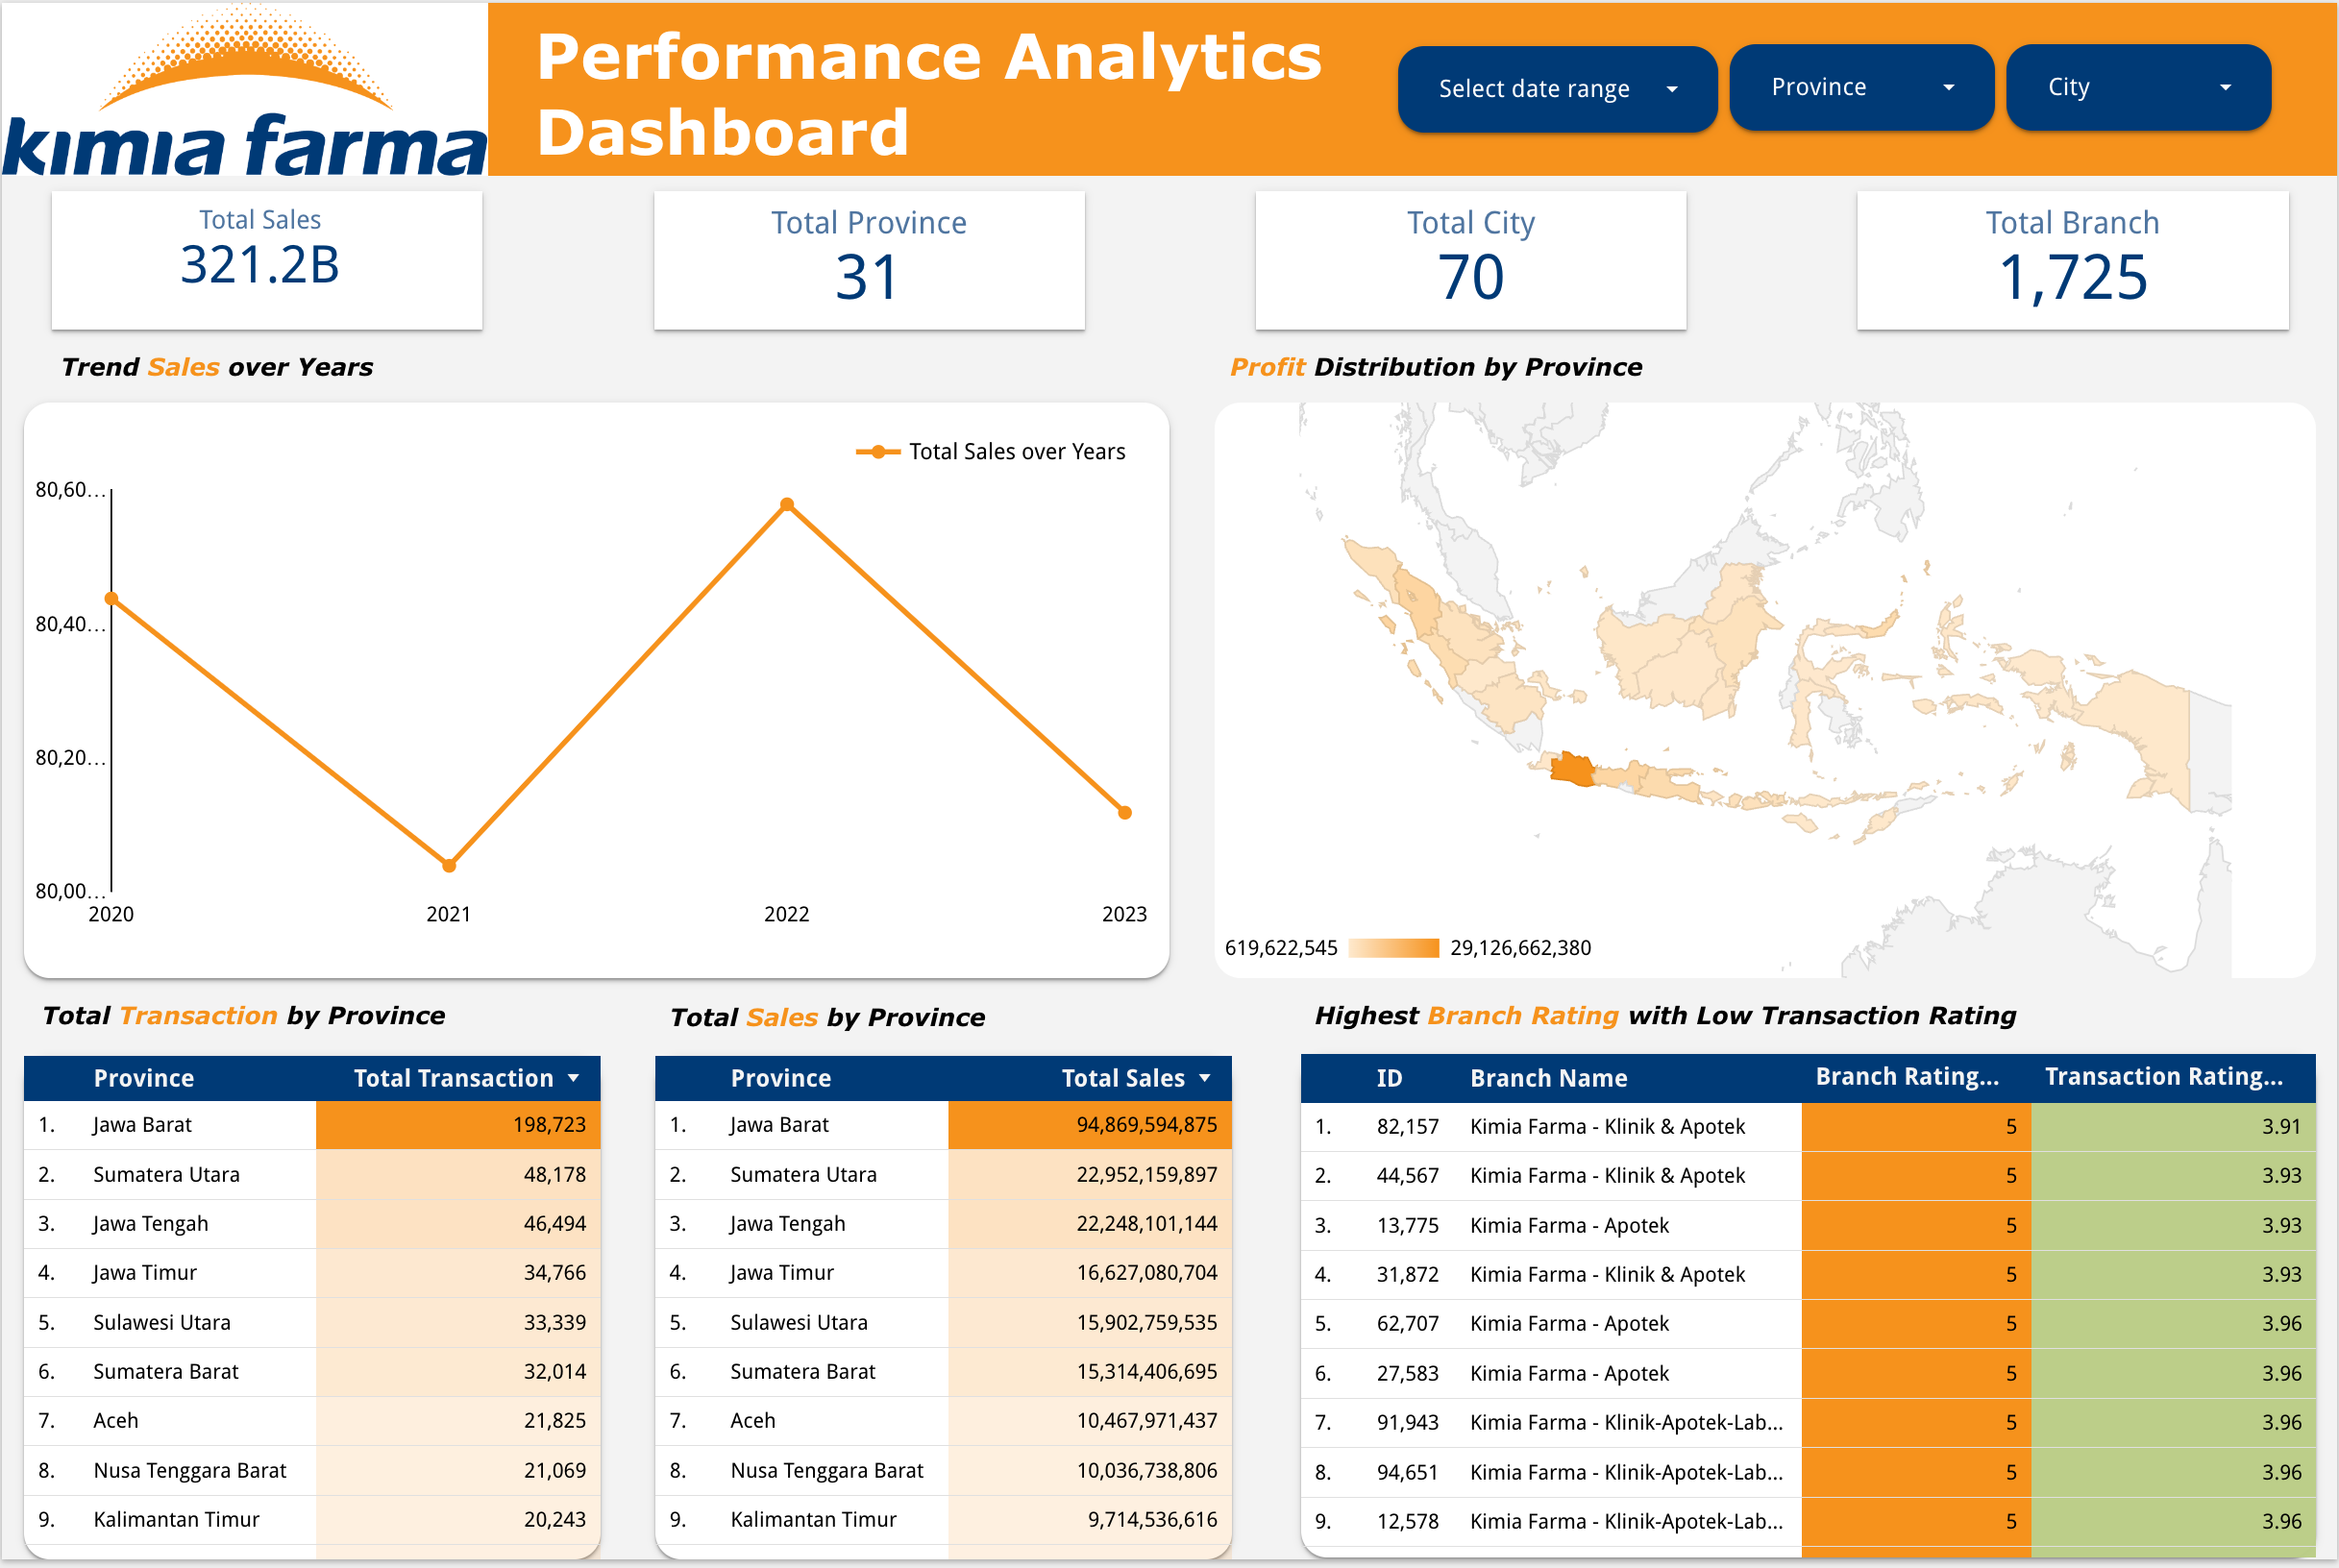 kimia farma
Performance Analytics
Dashboard
Select date range
Province
City
Total Sales
321.2B
Total Province
31
Total City
70
Total Branch
1,725
Trend Sales over Years
Profit Distribution by Province
Total Sales over Years
80,60...
80,40...
80,20...
80,00...
2020 2021 2022 2023
619,622,545 29,126,662,380
Total Transaction by Province
Province Total Transaction
1. Jawa Barat 198,723
2. Sumatera Utara 48,178
3. Jawa Tengah 46,494
4. Jawa Timur 34,766
5. Sulawesi Utara 33,339
6. Sumatera Barat 32,014
7. Aceh 21,825
8. Nusa Tenggara Barat 21,069
9. Kalimantan Timur 20,243
Total Sales by Province
Province Total Sales
1. Jawa Barat 94,869,594,875
2. Sumatera Utara 22,952,159,897
3. Jawa Tengah 22,248,101,144
4. Jawa Timur 16,627,080,704
5. Sulawesi Utara 15,902,759,535
6. Sumatera Barat 15,314,406,695
7. Aceh 10,467,971,437
8. Nusa Tenggara Barat 10,036,738,806
9. Kalimantan Timur 9,714,536,616
Highest Branch Rating with Low Transaction Rating
ID Branch Name Branch Rating... Transaction Rating...
1. 82,157 Kimia Farma - Klinik & Apotek 5 3.91
2. 44,567 Kimia Farma - Klinik & Apotek 5 3.93
3. 13,775 Kimia Farma - Apotek 5 3.93
4. 31,872 Kimia Farma - Klinik & Apotek 5 3.93
5. 62,707 Kimia Farma - Apotek 5 3.96
6. 27,583 Kimia Farma - Apotek 5 3.96
7. 91,943 Kimia Farma - Klinik-Apotek-Lab... 5 3.96
8. 94,651 Kimia Farma - Klinik-Apotek-Lab... 5 3.96
9. 12,578 Kimia Farma - Klinik-Apotek-Lab... 5 3.96